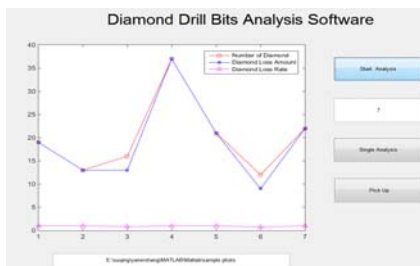 Diamond Drill Bits Analysis Software
40
35
30
25
20
15
10
5
0
1 2 3 4 5 6 7
Number of Diamond
Diamond Loss Amount
Diamond Loss Rate
Start Analysis
7
Single Analysis
Pick Up